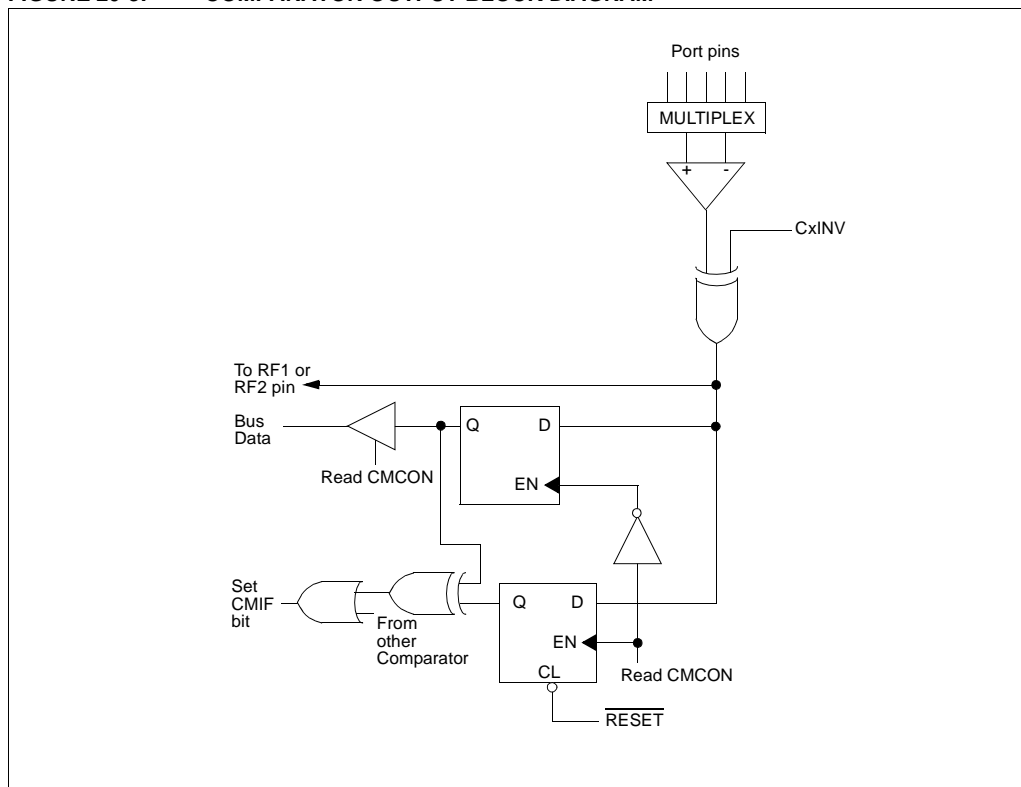 Port pins
MULTIPLEX
+ -
CxINV
To RF1 or
RF2 pin
Bus
Data
Q D
EN
Read CMCON
Set
CMIF
bit
From
other
Comparator
Q D
EN
CL
Read CMCON
RESET